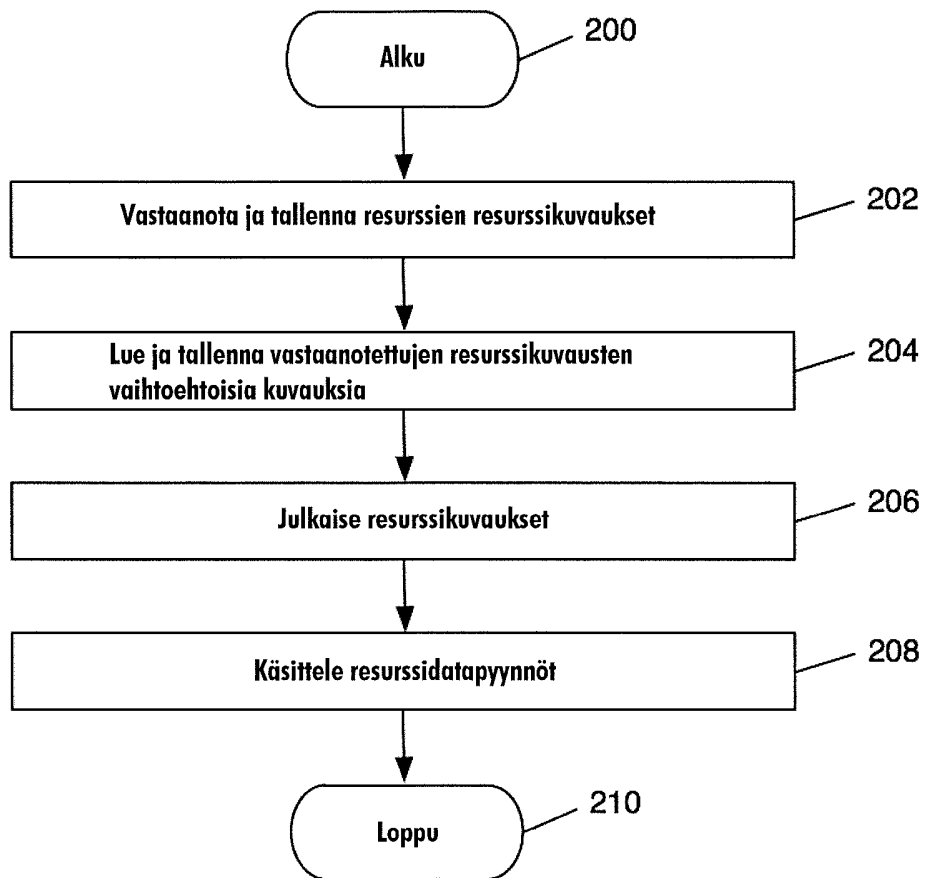 Alku
200
Vastaanota ja tallenna resurssien resurssikuvaukset
202
Lue ja tallenna vastaanotettujen resurssikuvausten
vaihtoehtoisia kuvauksia
204
Julkaise resurssikuvaukset
206
Käsittele resurssidatapyynnöt
208
Loppu
210